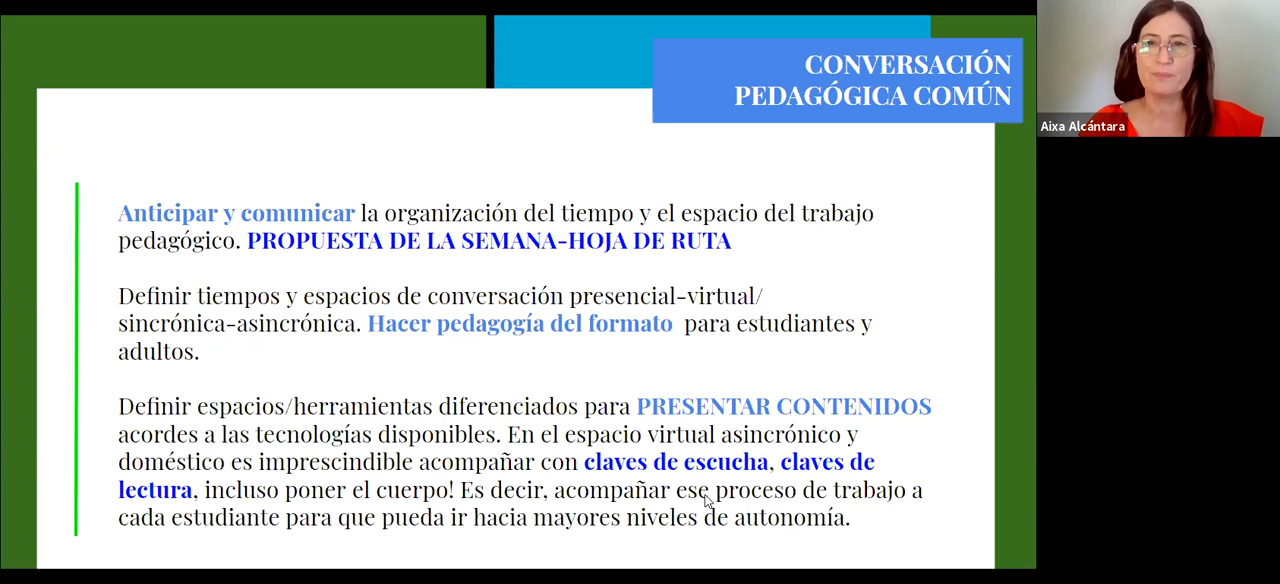 CONVERSACIÓN
PEDAGÓGICA COMÚN
Aixa Alcántara
Anticipar y comunicar la organización del tiempo y el espacio del trabajo
pedagógico. PROPUESTA DE LA SEMANA-HOJA DE RUTA
Definir tiempos y espacios de conversación presencial-virtual/
sincrónica-asincrónica. Hacer pedagogía del formato para estudiantes y
adultos.
Definir espacios/herramientas diferenciados para PRESENTAR CONTENIDOS
acordes a las tecnologías disponibles. En el espacio virtual asincrónico y
doméstico es imprescindible acompañar con claves de escucha, claves de
lectura, incluso poner el cuerpo! Es decir, acompañar ese proceso de trabajo a
cada estudiante para que pueda ir hacia mayores niveles de autonomía.